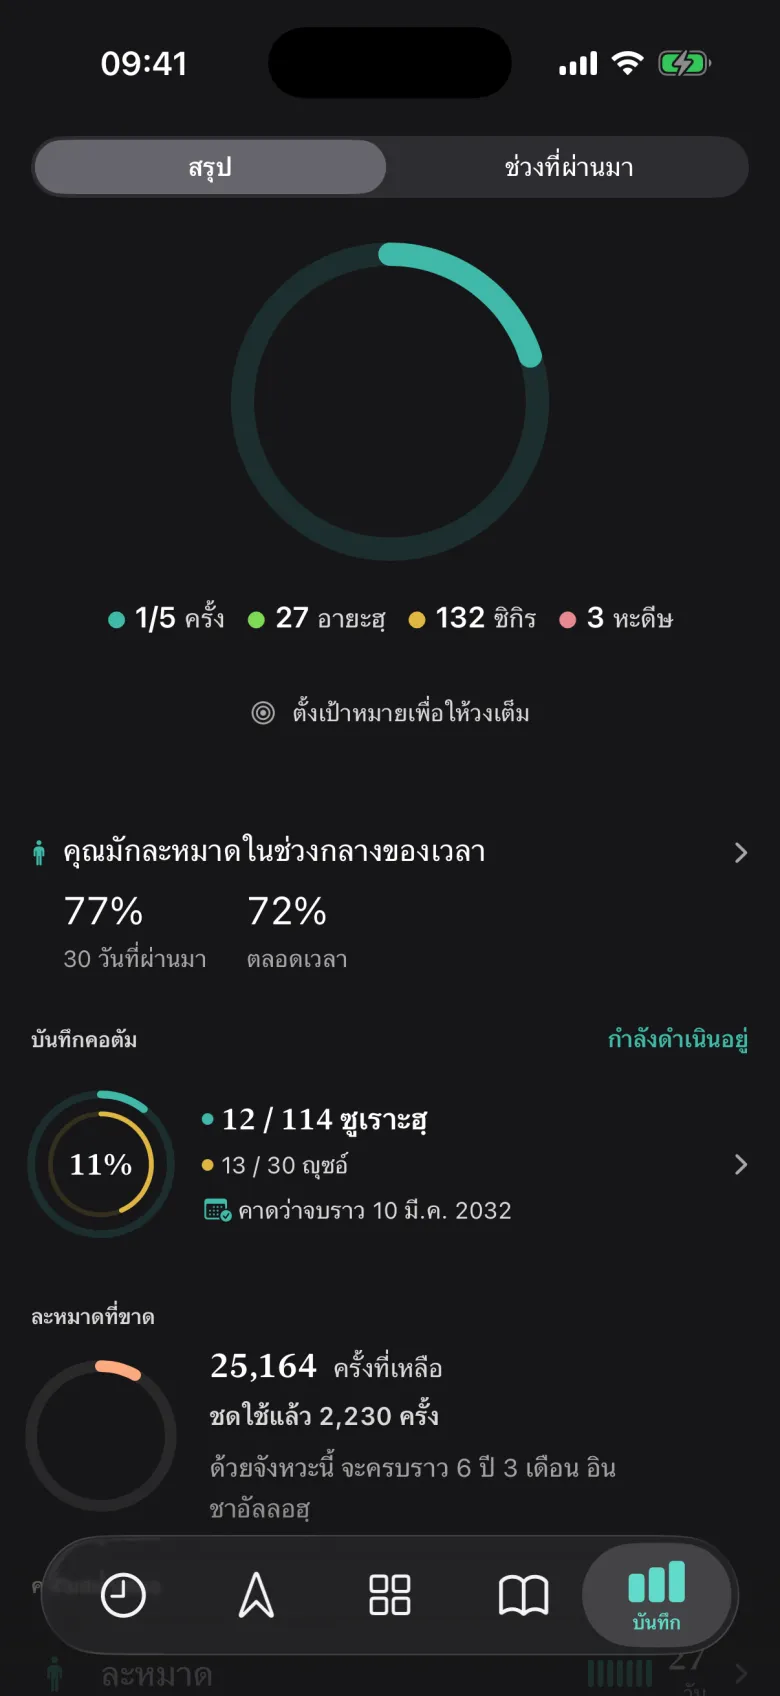 09:41
สรุป
ช่วงที่ผ่านมา
1/5 ครั้ง 27 อายะฮฺ 132 ซิกิร 3 หะดีษ
ตั้งเป้าหมายเพื่อให้วงเต็ม
คุณมักละหมาดในช่วงกลางของเวลา
77% 72%
30 วันที่ผ่านมา ตลอดเวลา
บันทึกคอตัม กำลังดำเนินอยู่
11%
12 / 114 ซูเราะฮฺ
13 / 30 ญุซอ์
คาดว่าจบราว 10 มี.ค. 2032
ละหมาดที่ขาด
25,164 ครั้งที่เหลือ
ชดใช้แล้ว 2,230 ครั้ง
ด้วยจังหวะนี้ จะครบราว 6 ปี 3 เดือน อิน
ชาอัลลอฮฺ
บันทึก
ละหมาด 27
วัน